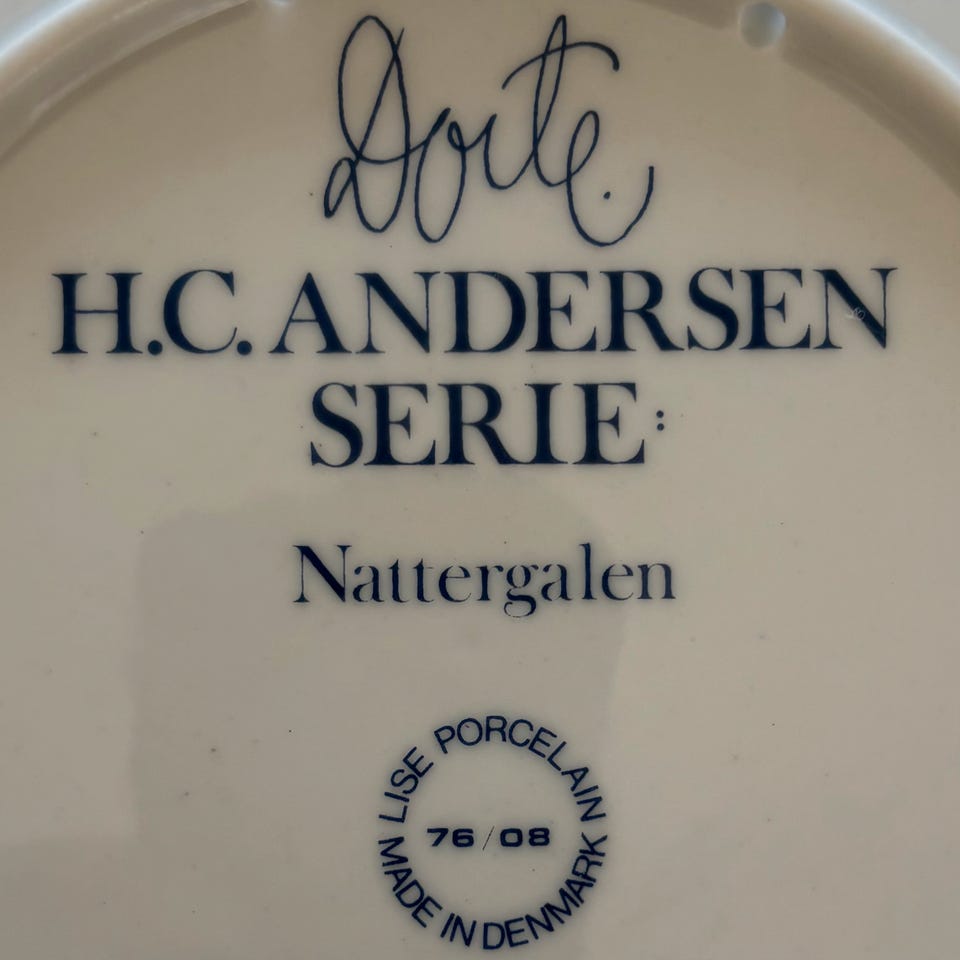 Dorte.
H.C. ANDERSEN
SERIE:
Nattergalen
LISE PORCELAIN
76/08
MADE IN DENMARK